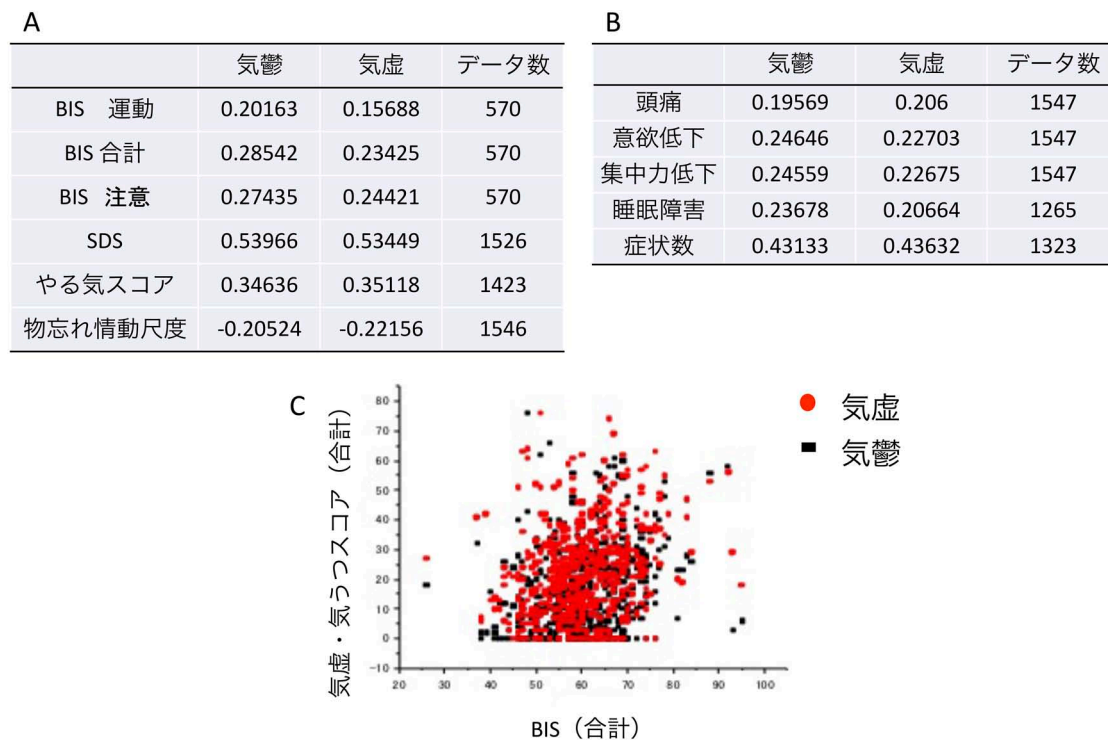 A
気鬱 気虚 データ数
BIS 運動 0.20163 0.15688 570
BIS 合計 0.28542 0.23425 570
BIS 注意 0.27435 0.24421 570
SDS 0.53966 0.53449 1526
やる気スコア 0.34636 0.35118 1423
物忘れ情動尺度 -0.20524 -0.22156 1546
B
気鬱 気虚 データ数
頭痛 0.19569 0.206 1547
意欲低下 0.24646 0.22703 1547
集中力低下 0.24559 0.22675 1547
睡眠障害 0.23678 0.20664 1265
症状数 0.43133 0.43632 1323
C
気虚・気うつスコア（合計）
80
70
60
50
40
30
20
10
0
-10
20 30 40 50 60 70 80 90 100
BIS（合計）
気虚
気鬱